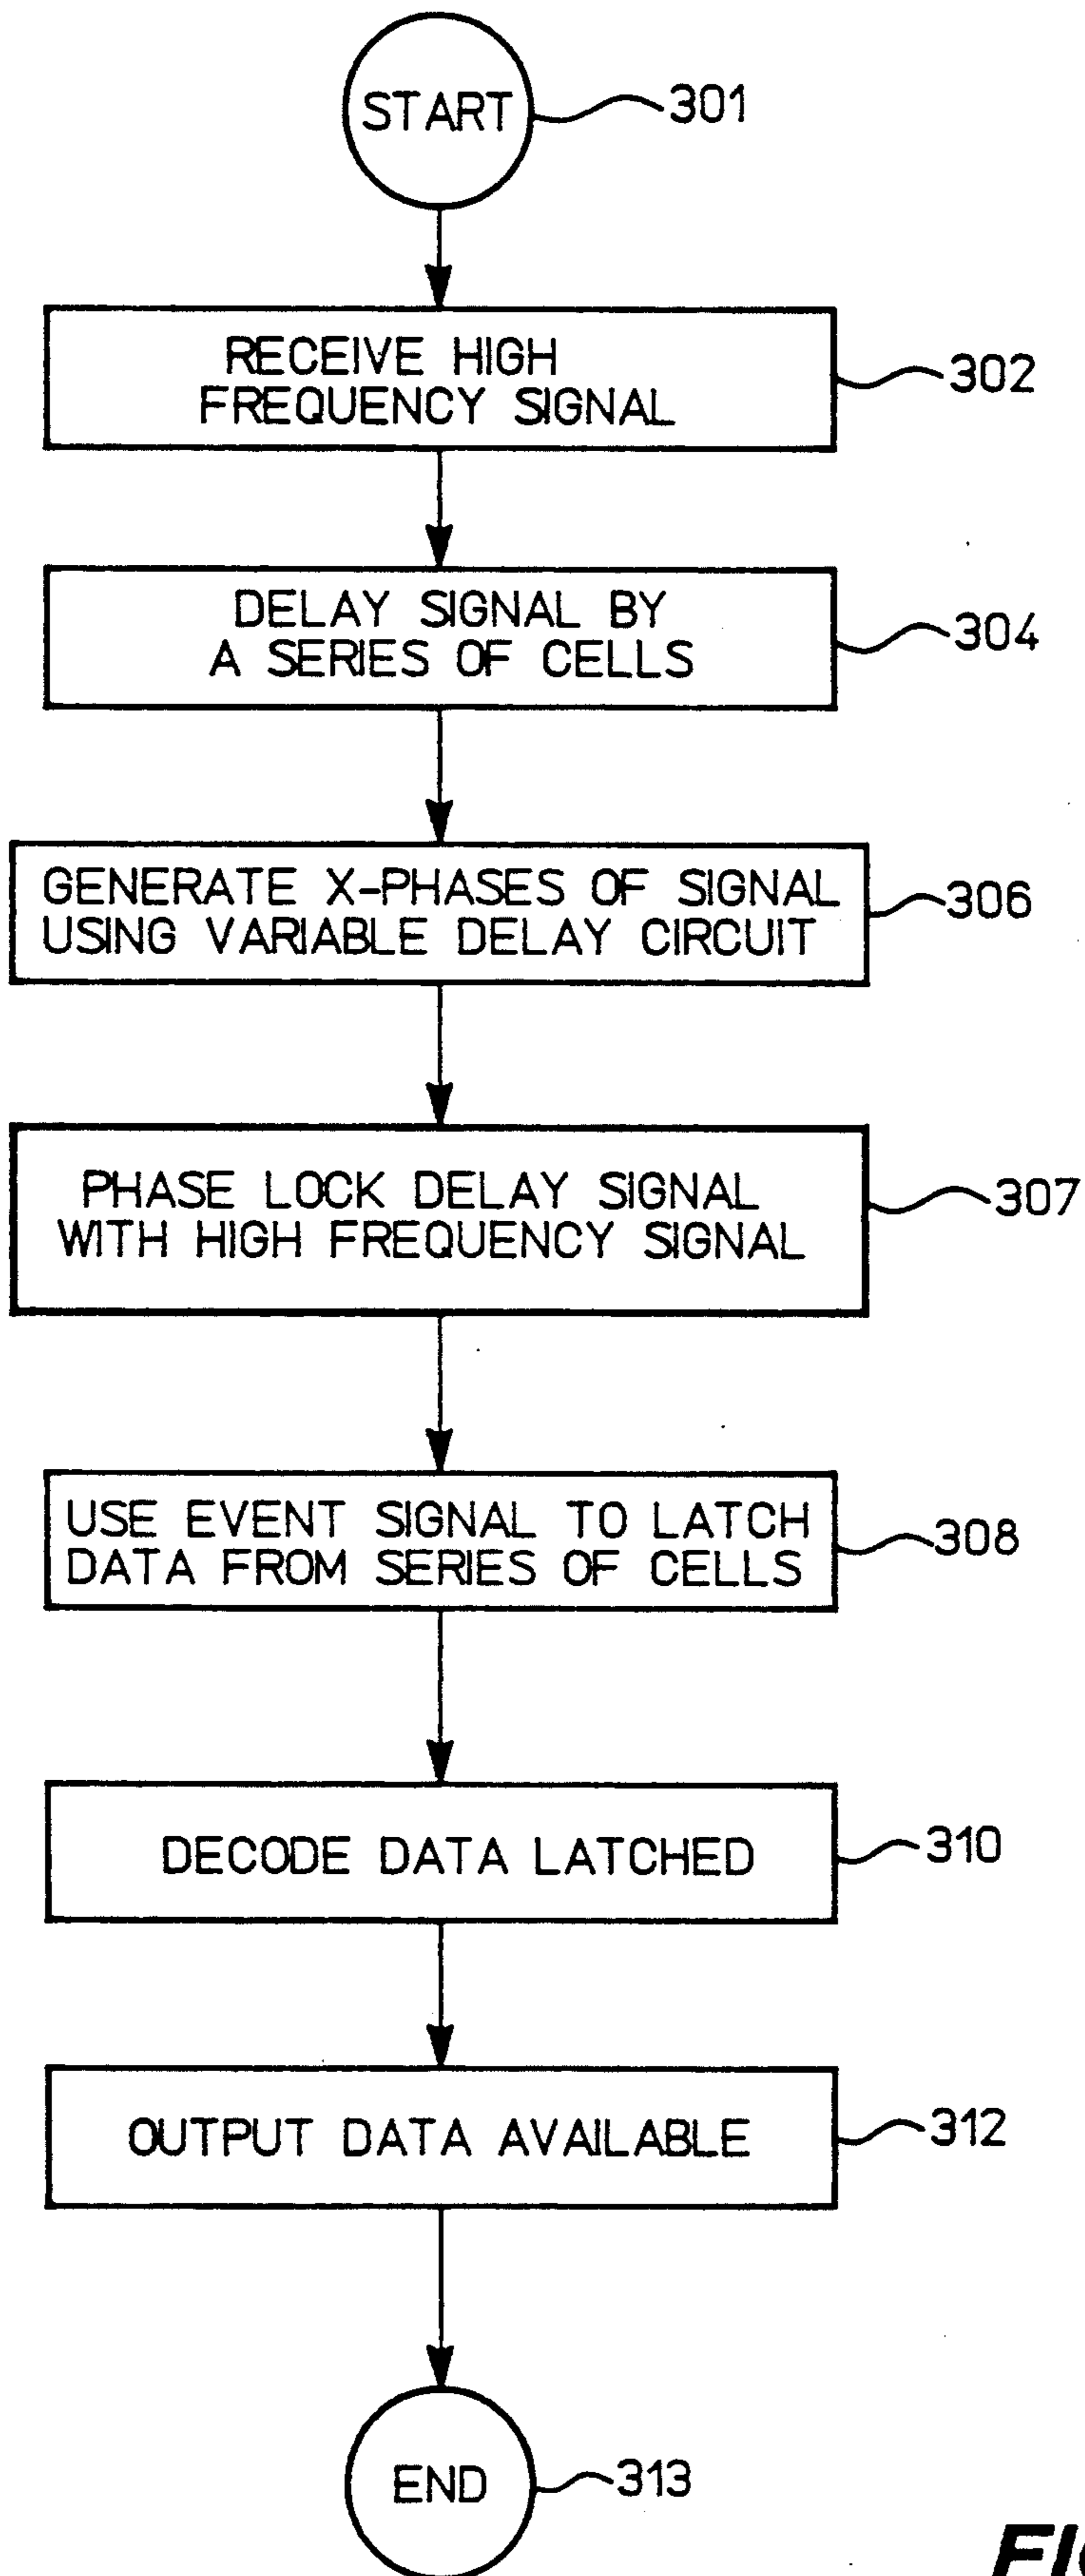 START
301
RECEIVE HIGH
FREQUENCY SIGNAL
302
DELAY SIGNAL BY
A SERIES OF CELLS
304
GENERATE X-PHASES OF SIGNAL
USING VARIABLE DELAY CIRCUIT
306
PHASE LOCK DELAY SIGNAL
WITH HIGH FREQUENCY SIGNAL
307
USE EVENT SIGNAL TO LATCH
DATA FROM SERIES OF CELLS
308
DECODE DATA LATCHED
310
OUTPUT DATA AVAILABLE
312
END
313